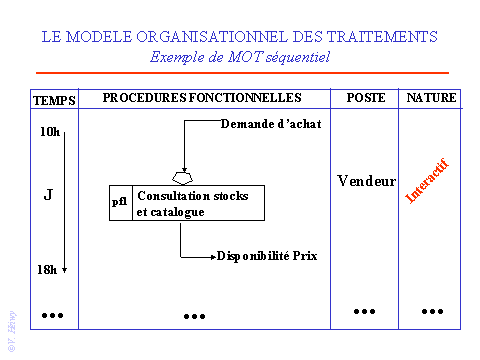 LE MODELE ORGANISATIONNEL DES TRAITEMENTS
Exemple de MOT séquentiel
TEMPS PROCEDURES FONCTIONNELLES POSTE NATURE
10h
Demande d'achat
J
pf1 Consultation stocks
et catalogue
Vendeur
Interactif
Disponibilité Prix
18h
... ... ... ...